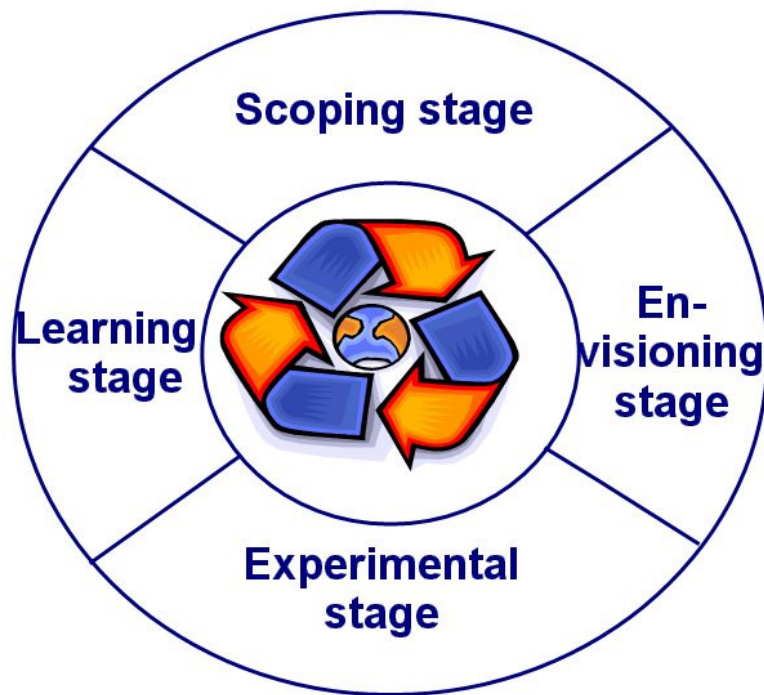 Scoping stage
En-
visioning
stage
Experimental
stage
Learning
stage